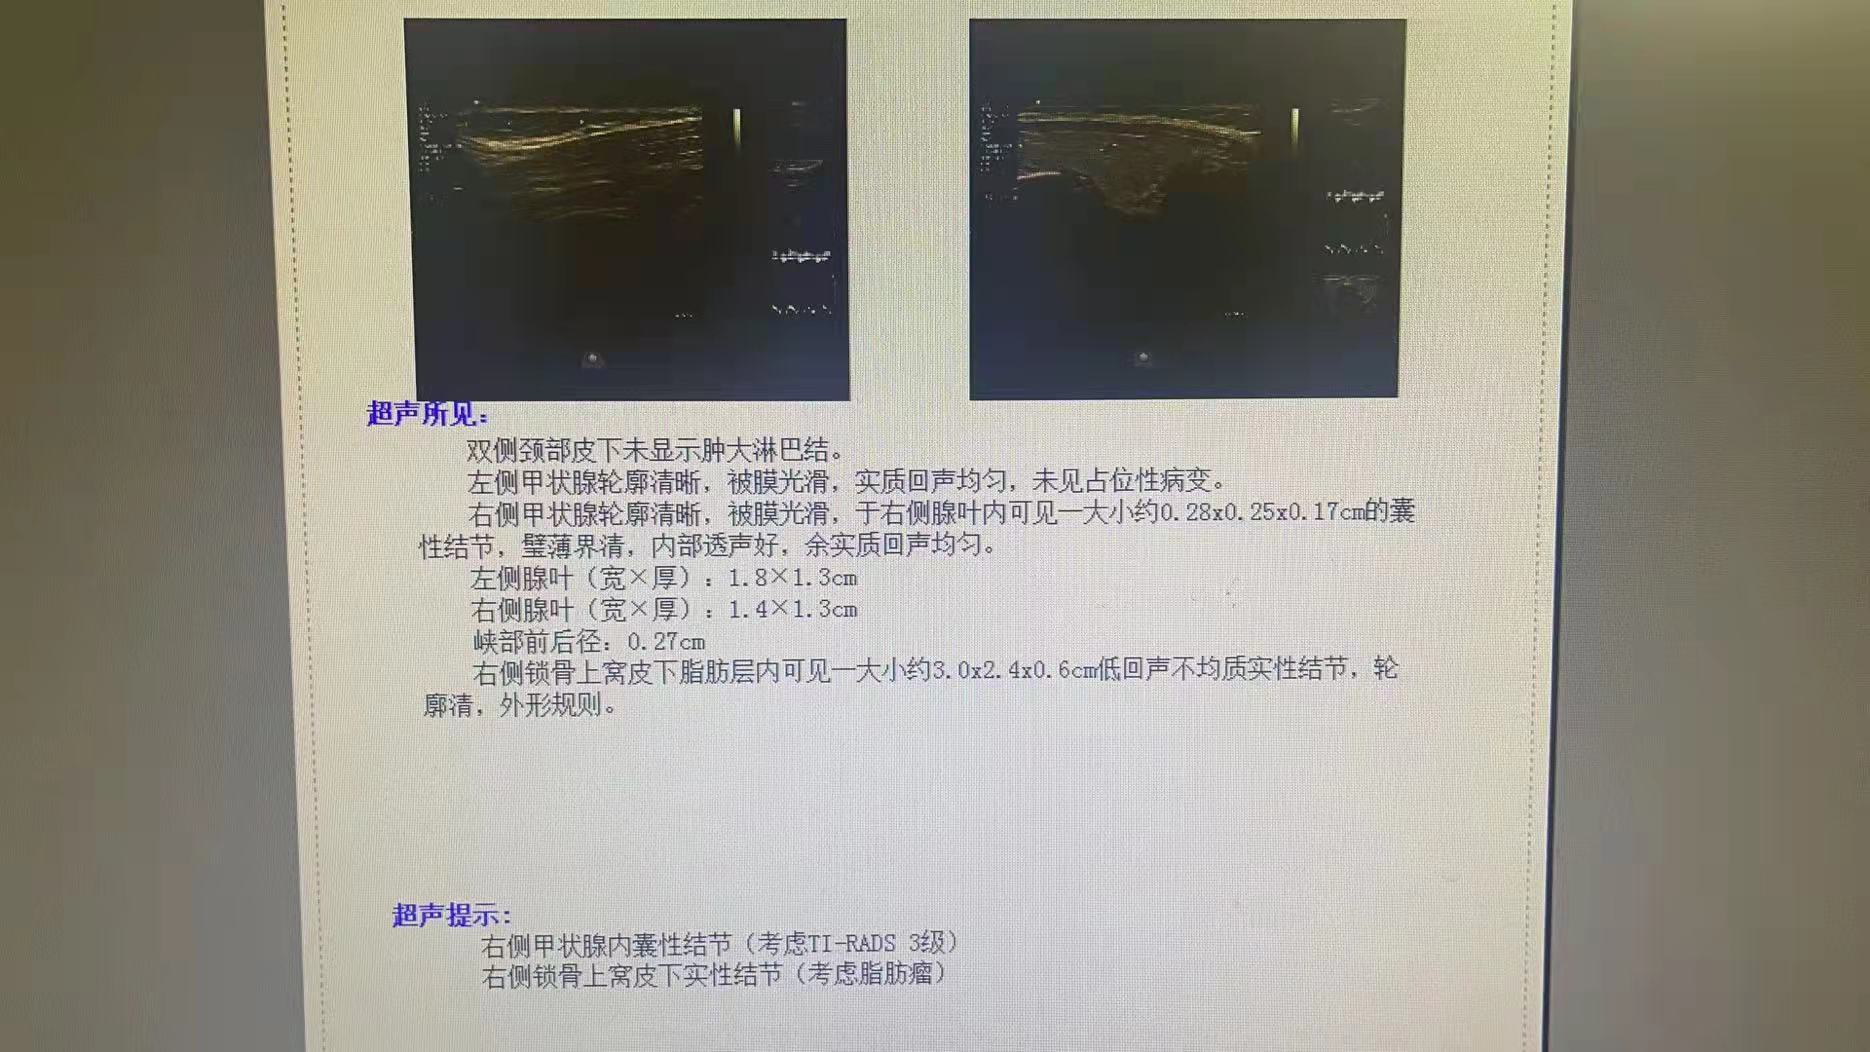 超声所见:
双侧颈部皮下未显示肿大淋巴结。
左侧甲状腺轮廓清晰，被膜光滑，实质回声均匀，未见占位性病变。
右侧甲状腺轮廓清晰，被膜光滑，于右侧腺叶内可见一大小约0.28x0.25x0.17cm的囊
性结节，壁薄界清，内部透声好，余实质回声均匀。
左侧腺叶（宽×厚）: 1.8×1.3cm
右侧腺叶（宽×厚）: 1.4×1.3cm
峡部前后径: 0.27cm
右侧锁骨上窝皮下脂肪层内可见一大小约3.0x2.4x0.6cm低回声不均质实性结节，轮
廓清，外形规则。
超声提示:
右侧甲状腺内囊性结节（考虑TI-RADS 3级）
右侧锁骨上窝皮下实性结节（考虑脂肪瘤）